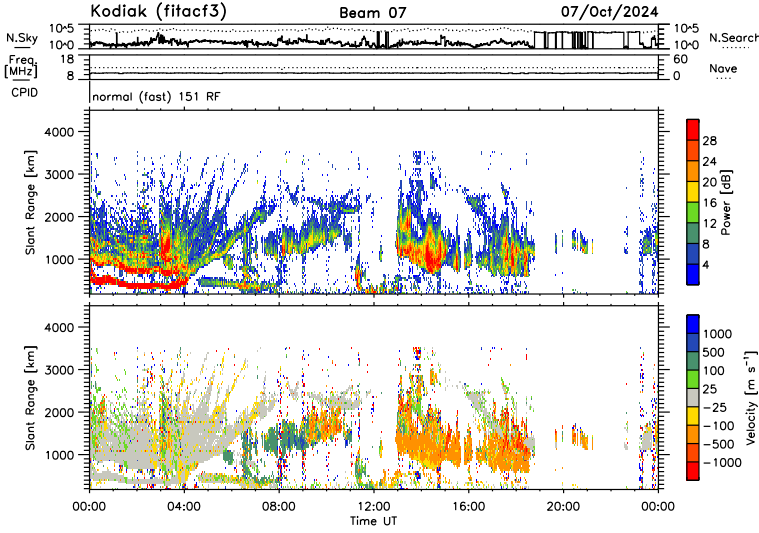 Kodiak (fitacf3) Beam 07 07/Oct/2024
N.Sky 10^5 10^0 10^5 10^0 N.Search
Freq. [MHz] 18 8 60 0 Nave
CPID normal (fast) 151 RF
Slant Range [km] 4000 3000 2000 1000
Power [dB] 28 24 20 16 12 8 4
Slant Range [km] 4000 3000 2000 1000
Velocity [m s⁻¹] 1000 500 100 25 −25 −100 −500 −1000
00:00 04:00 08:00 12:00 16:00 20:00 00:00
Time UT